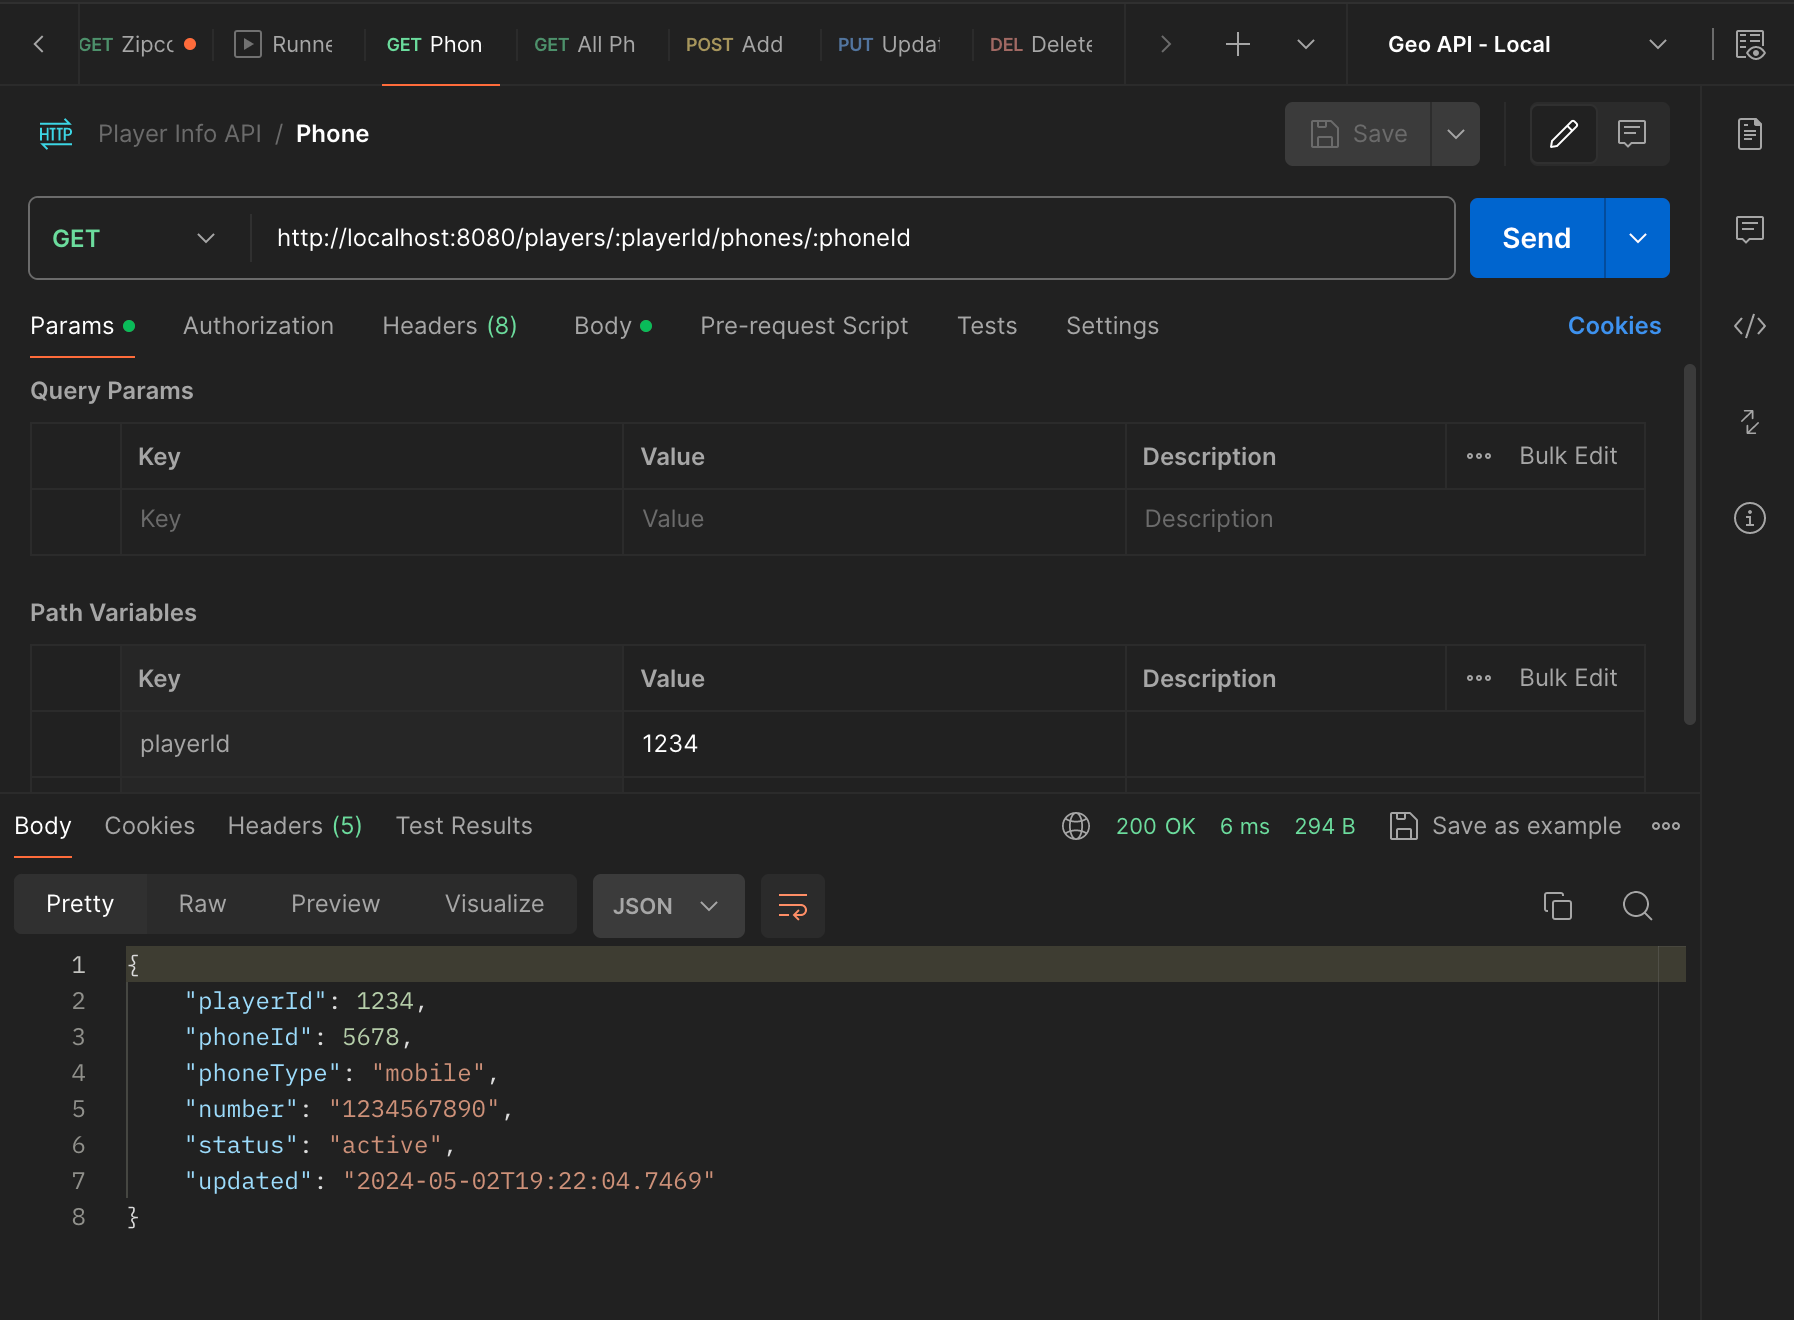 GET Zipcc GET Phon GET All Ph POST Add PUT Updat DEL Delete Geo API - Local
Runne
HTTP Player Info API / Phone Save
GET http://localhost:8080/players/:playerId/phones/:phoneId Send
Params Authorization Headers (8) Body Pre-request Script Tests Settings Cookies
Query Params
Key Value Description Bulk Edit
Key Value Description
Path Variables
Key Value Description Bulk Edit
playerId 1234
Body Cookies Headers (5) Test Results 200 OK 6 ms 294 B Save as example
Pretty Raw Preview Visualize JSON
1 {
2 "playerId": 1234,
3 "phoneId": 5678,
4 "phoneType": "mobile",
5 "number": "1234567890",
6 "status": "active",
7 "updated": "2024-05-02T19:22:04.7469"
8 }